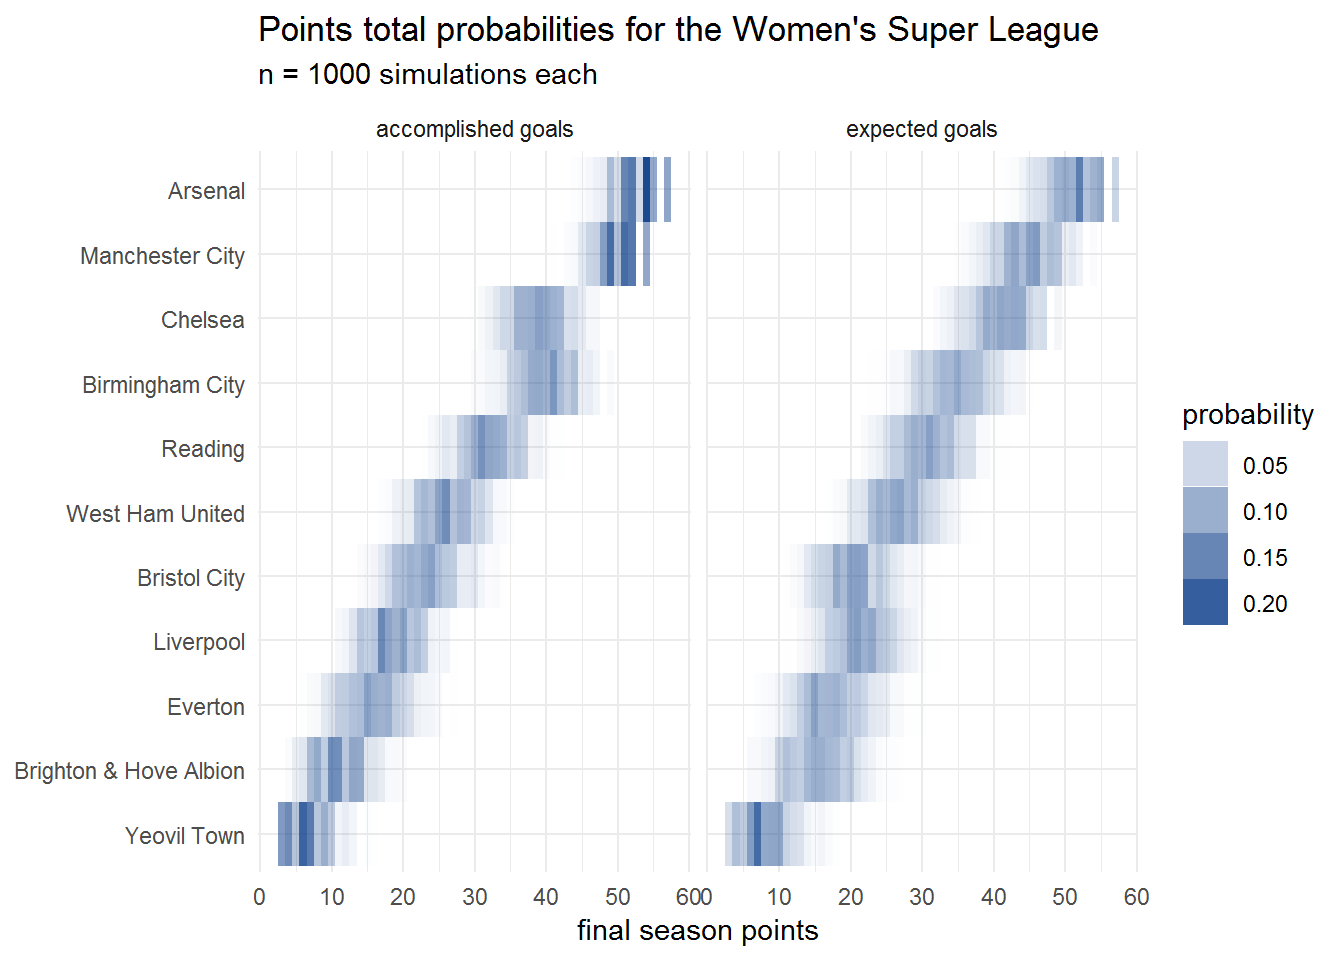 Points total probabilities for the Women's Super League
n = 1000 simulations each
accomplished goals
expected goals
Arsenal
Manchester City
Chelsea
Birmingham City
Reading
West Ham United
Bristol City
Liverpool
Everton
Brighton & Hove Albion
Yeovil Town
0 10 20 30 40 50 60
0 10 20 30 40 50 60
final season points
probability
0.05
0.10
0.15
0.20